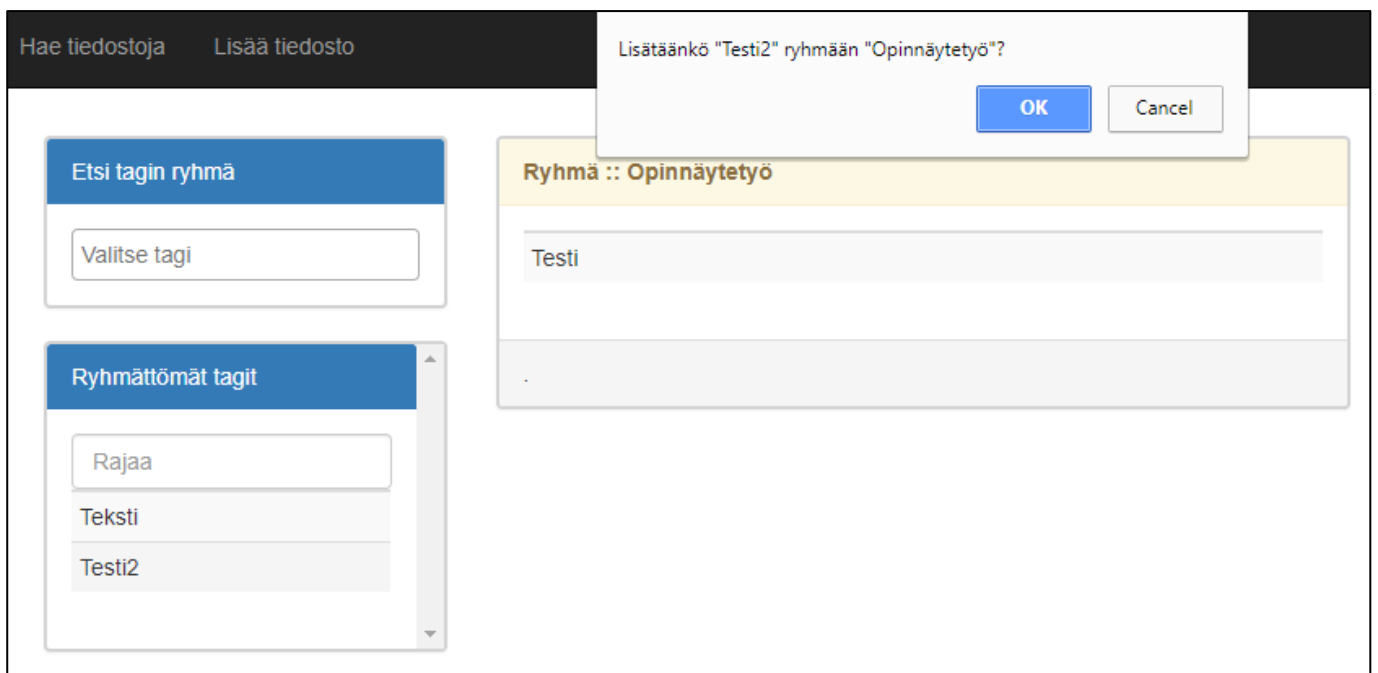 Hae tiedostoja Lisää tiedosto
Lisätäänkö "Testi2" ryhmään "Opinnäytetyö"?
OK Cancel
Etsi tagin ryhmä
Valitse tagi
Ryhmättömät tagit
Rajaa
Teksti
Testi2
Ryhmä :: Opinnäytetyö
Testi
.